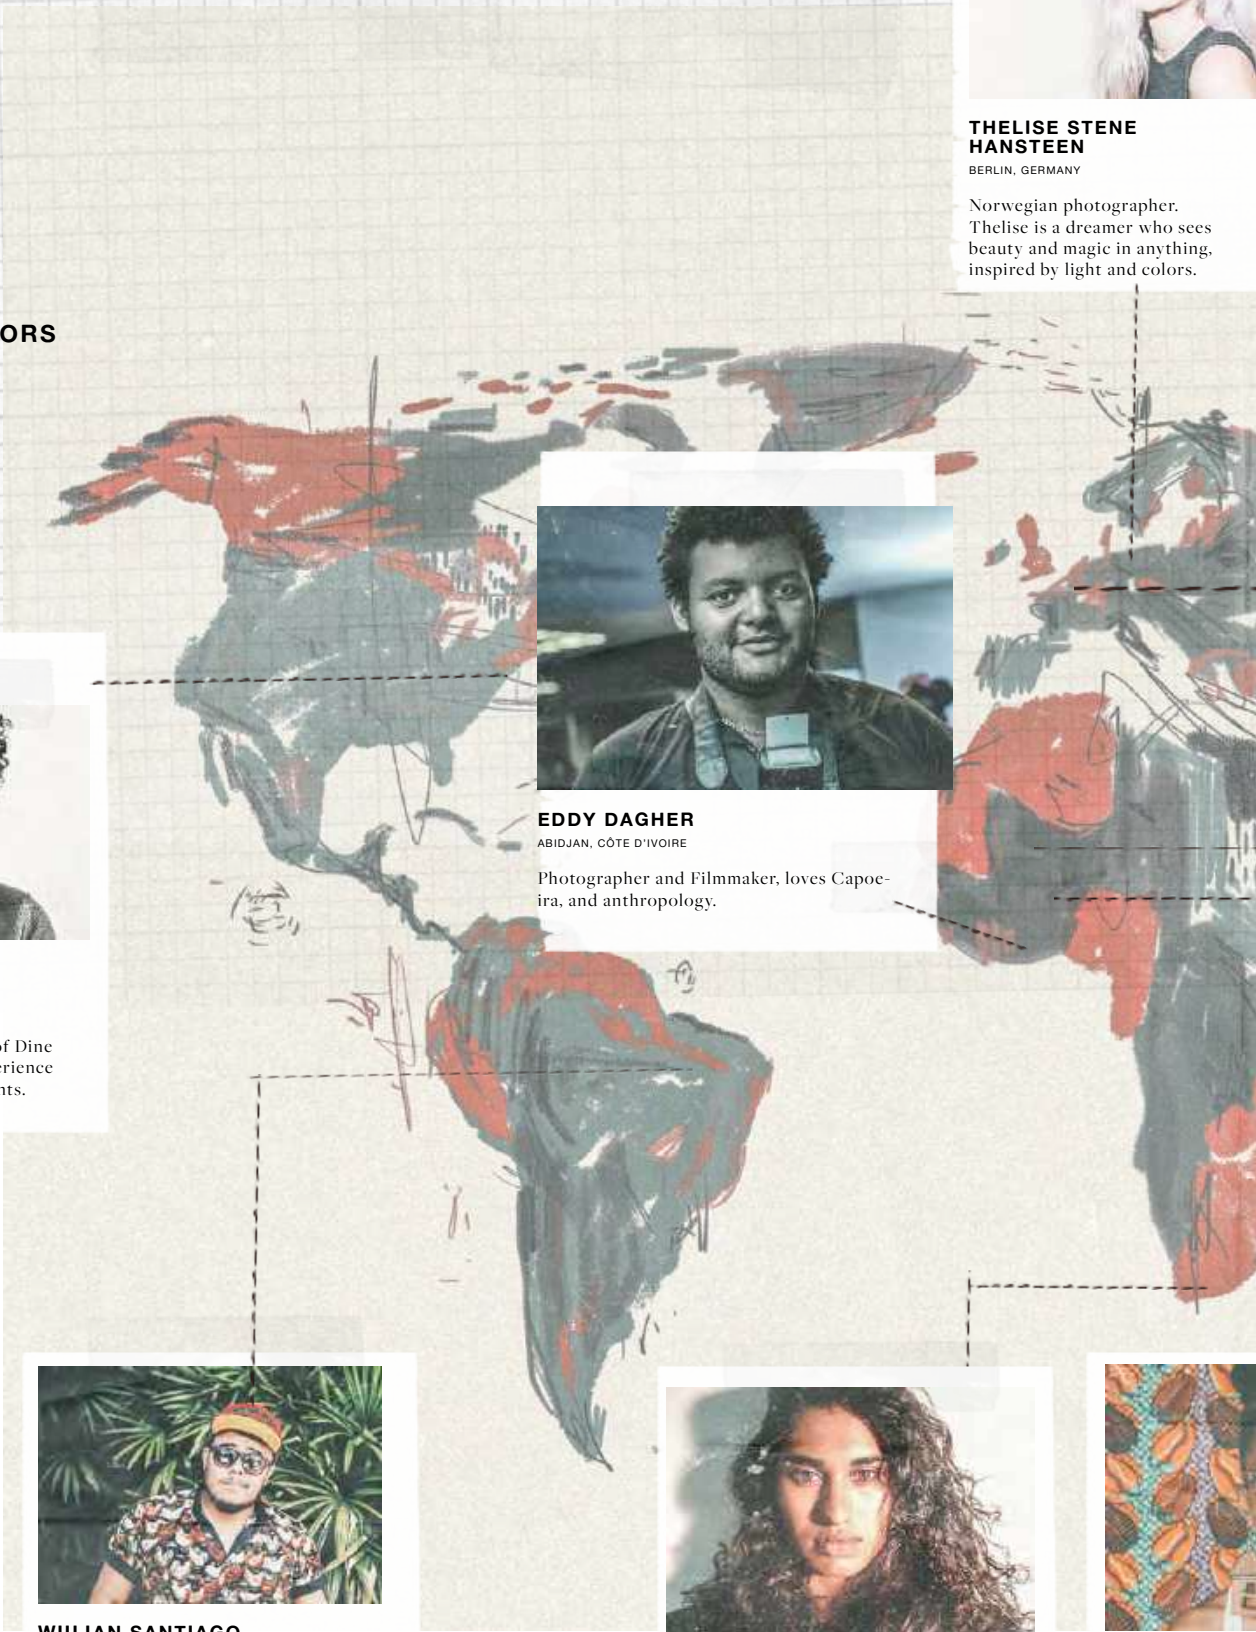 THELISE STENE
HANSTEEN
BERLIN, GERMANY
Norwegian photographer.
Thelise is a dreamer who sees
beauty and magic in anything,
inspired by light and colors.
ORS
EDDY DAGHER
ABIDJAN, CÔTE D'IVOIRE
Photographer and Filmmaker, loves Capoe-
ira, and anthropology.
of Dine
erience
nts.
WILLIAN SANTIAGO